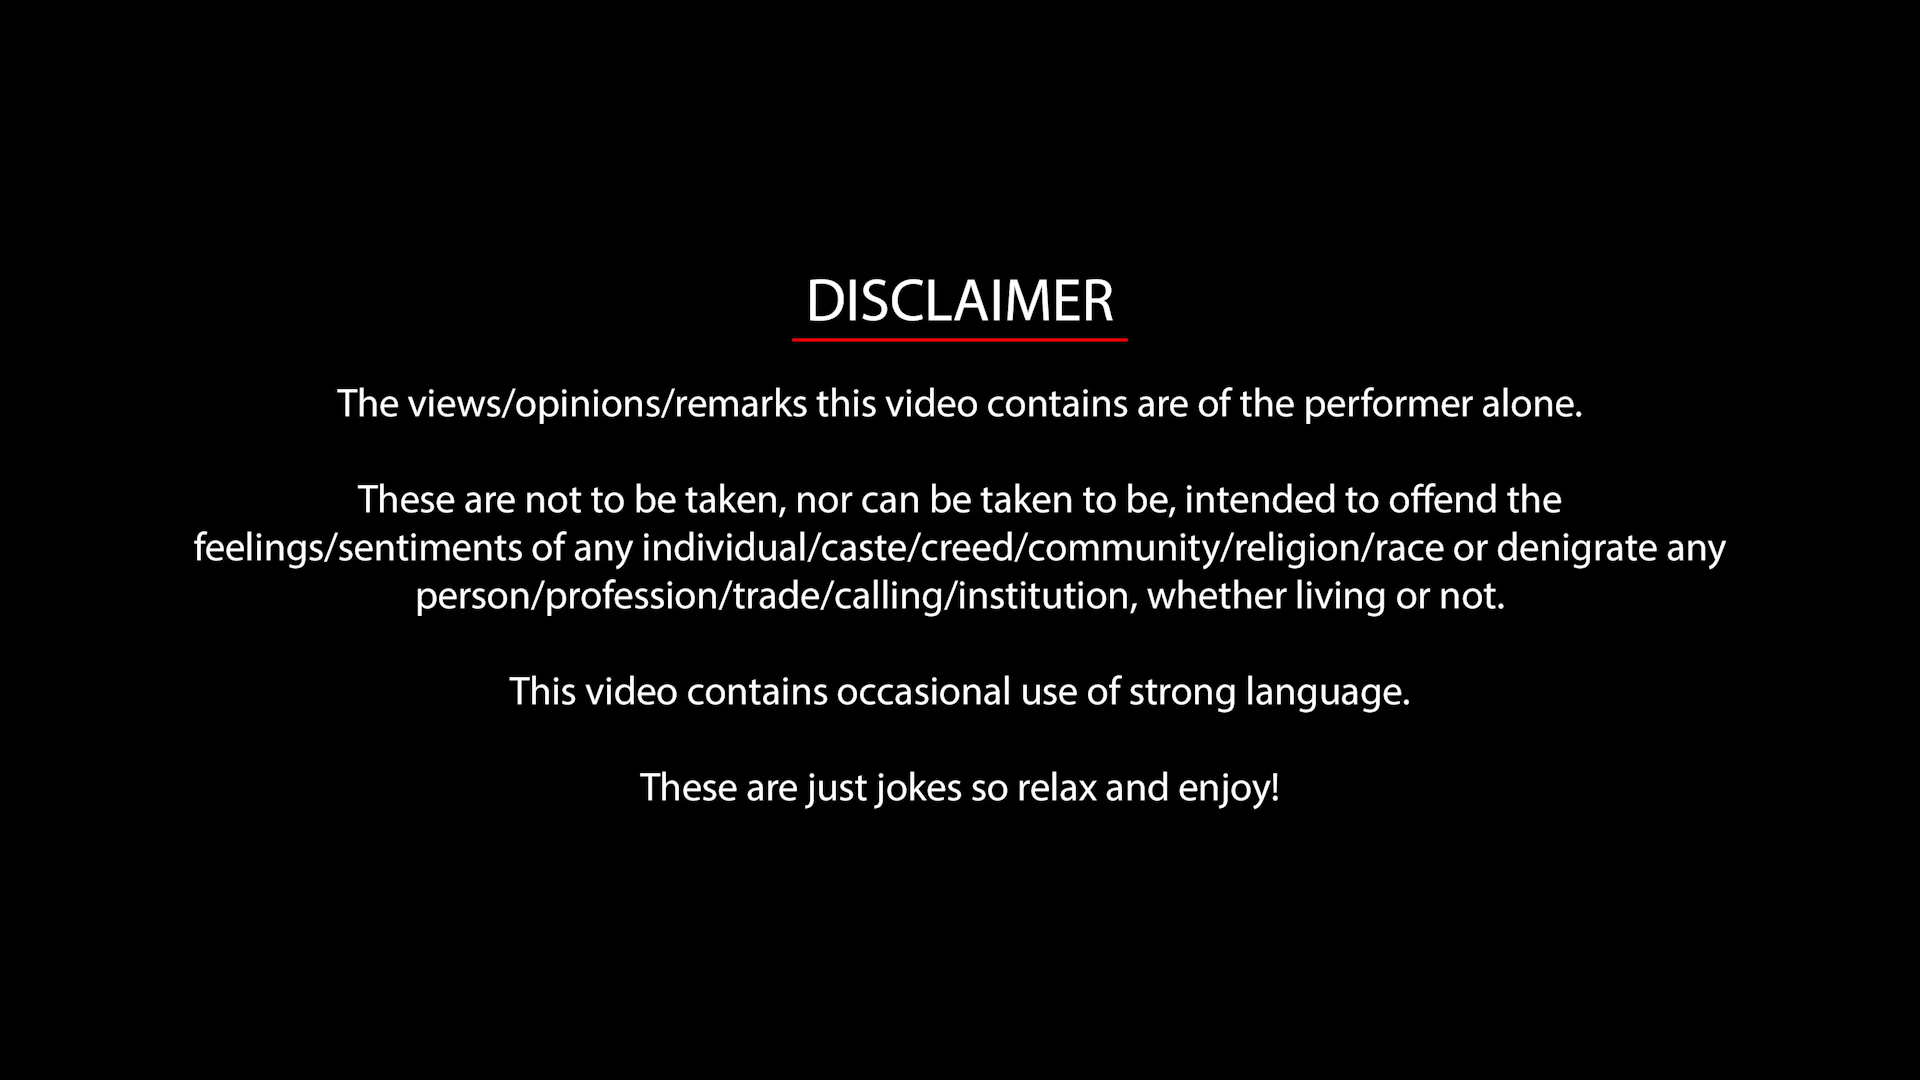 DISCLAIMER
The views/opinions/remarks this video contains are of the performer alone.
These are not to be taken, nor can be taken to be, intended to offend the
feelings/sentiments of any individual/caste/creed/community/religion/race or denigrate any
person/profession/trade/calling/institution, whether living or not.
This video contains occasional use of strong language.
These are just jokes so relax and enjoy!